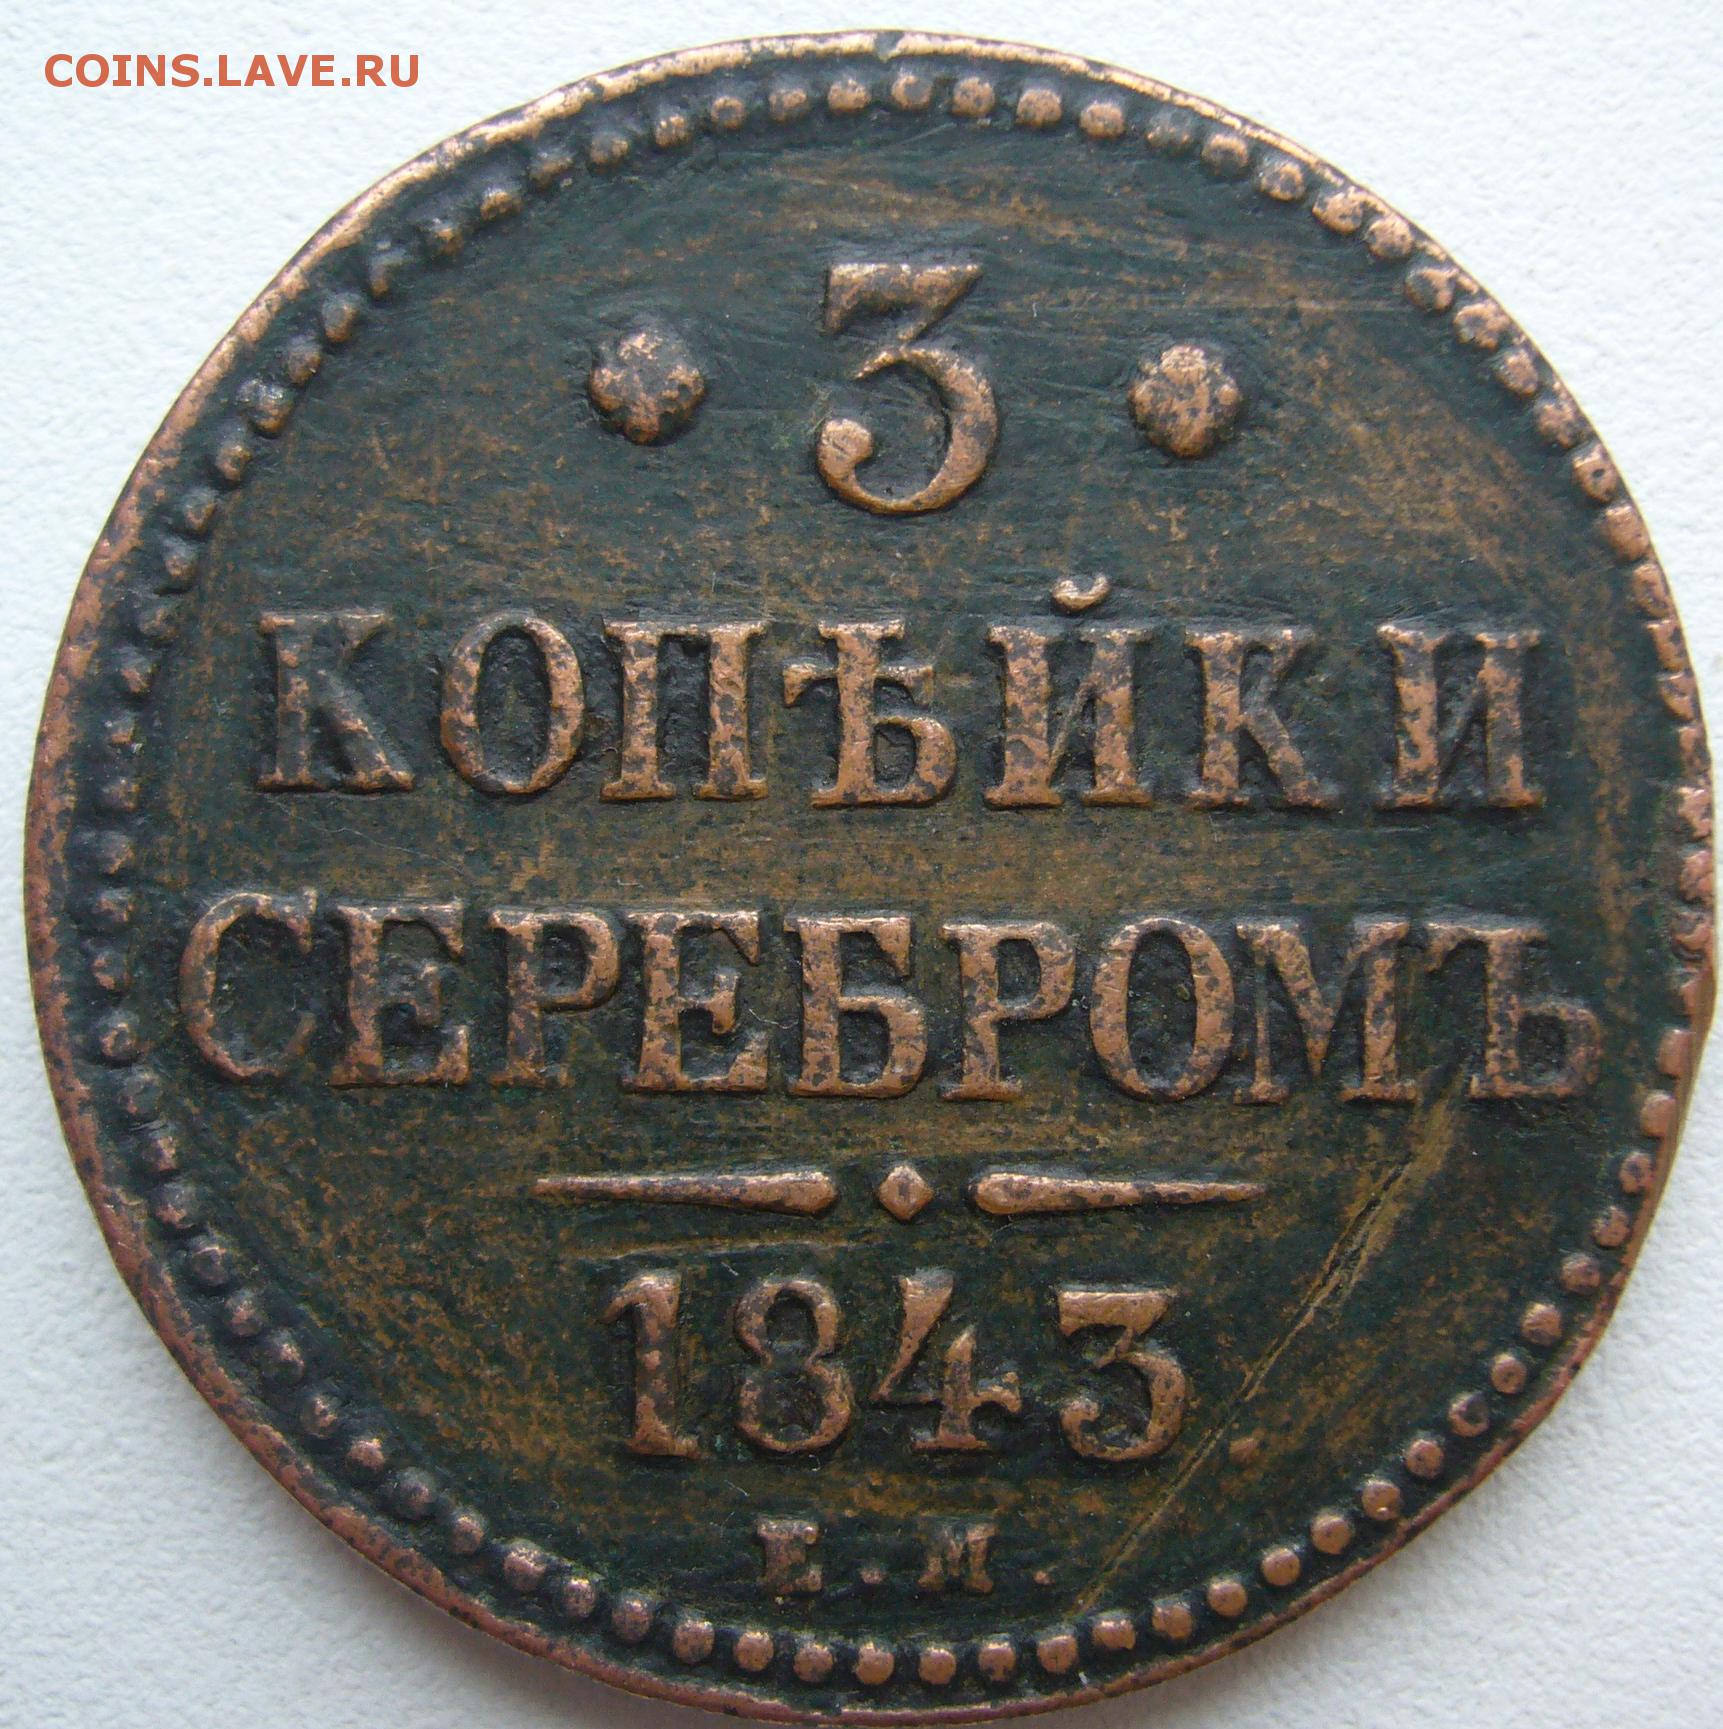 COINS.LAVE.RU
3
КОПѢЙКИ
СЕРЕБРОМЪ
1843
Е.М.